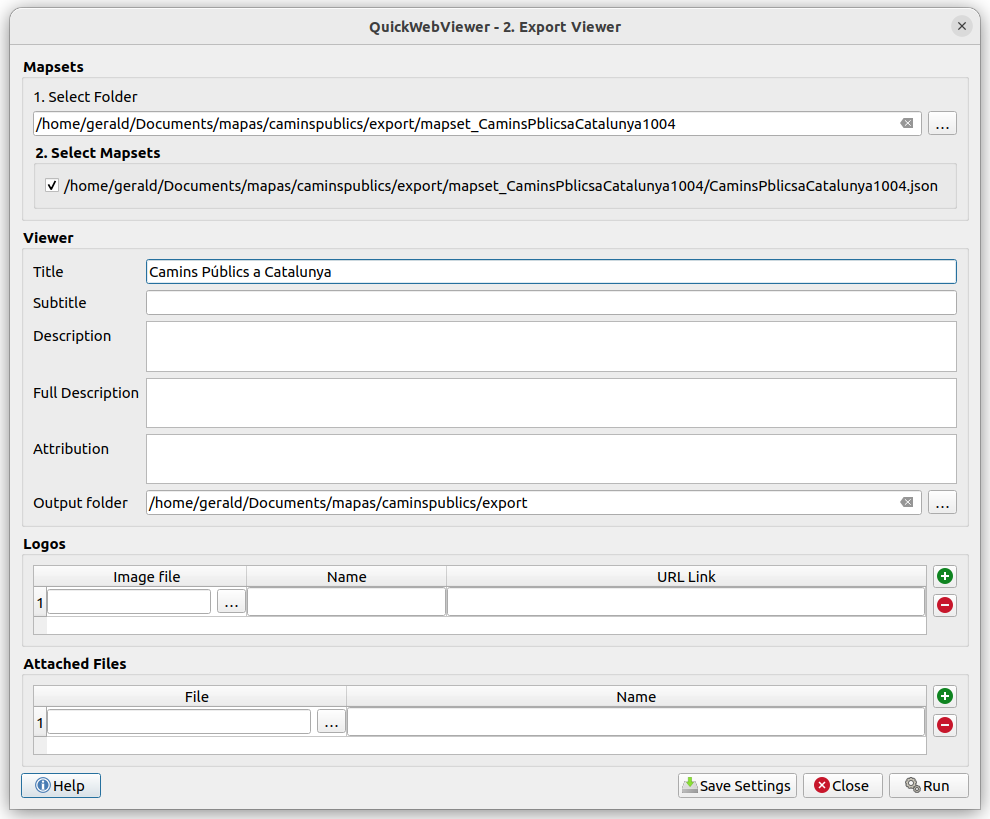 QuickWebViewer - 2. Export Viewer
Mapsets
1. Select Folder
/home/gerald/Documents/mapas/caminspublics/export/mapset_CaminsPblicsaCatalunya1004 ...
2. Select Mapsets
/home/gerald/Documents/mapas/caminspublics/export/mapset_CaminsPblicsaCatalunya1004/CaminsPblicsaCatalunya1004.json
Viewer
Title Camins Públics a Catalunya
Subtitle
Description
Full Description
Attribution
Output folder /home/gerald/Documents/mapas/caminspublics/export ...
Logos
Image file Name URL Link
1 ...
Attached Files
File Name
1 ...
Help Save Settings Close Run